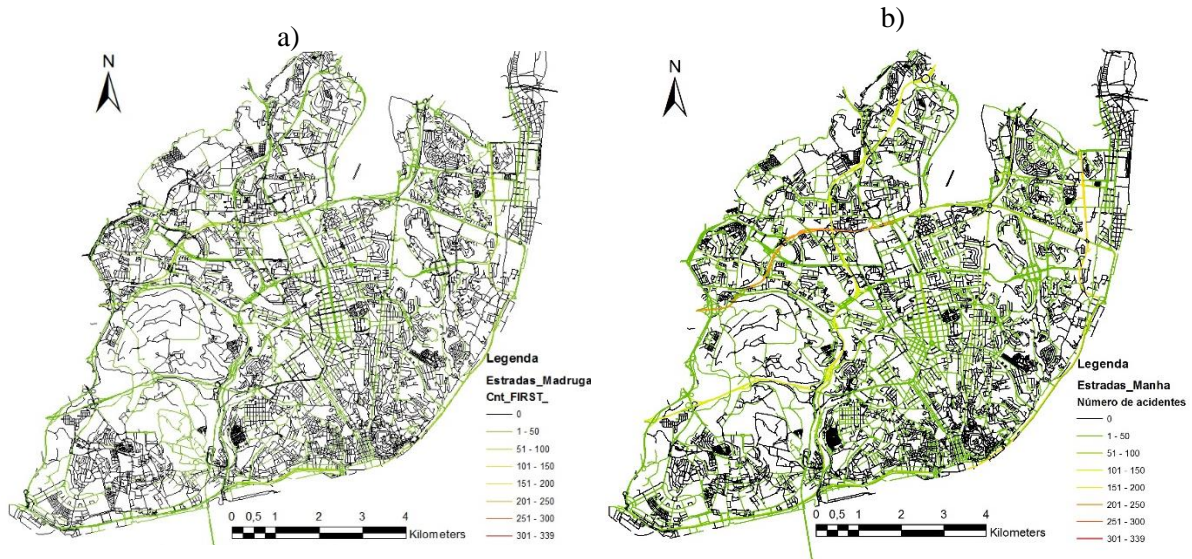 a)
N
Legenda
Estradas_Madruga
Cnt_FIRST_
0
1 - 50
51 - 100
101 - 150
151 - 200
201 - 250
251 - 300
301 - 339
0 0,5 1 2 3 4
Kilometers
b)
N
Legenda
Estradas_Manha
Número de acidentes
0
1 - 50
51 - 100
101 - 150
151 - 200
201 - 250
251 - 300
301 - 339
0 0,5 1 2 3 4
Kilometers